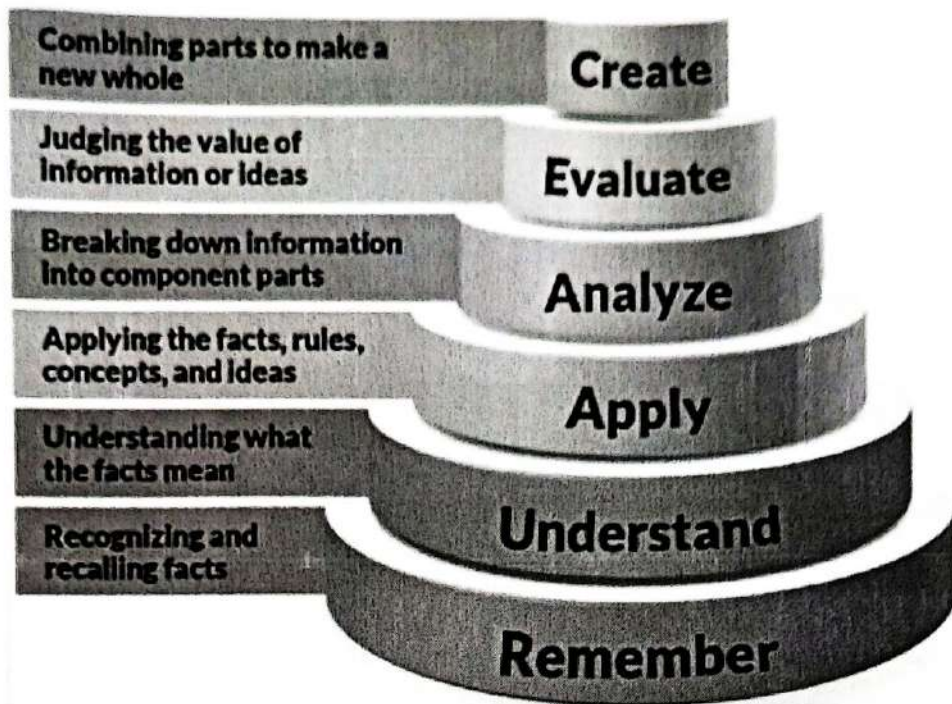 Combining parts to make a
new whole
Create
Judging the value of
information or ideas
Evaluate
Breaking down information
into component parts
Analyze
Applying the facts, rules,
concepts, and ideas
Apply
Understanding what
the facts mean
Understand
Recognizing and
recalling facts
Remember